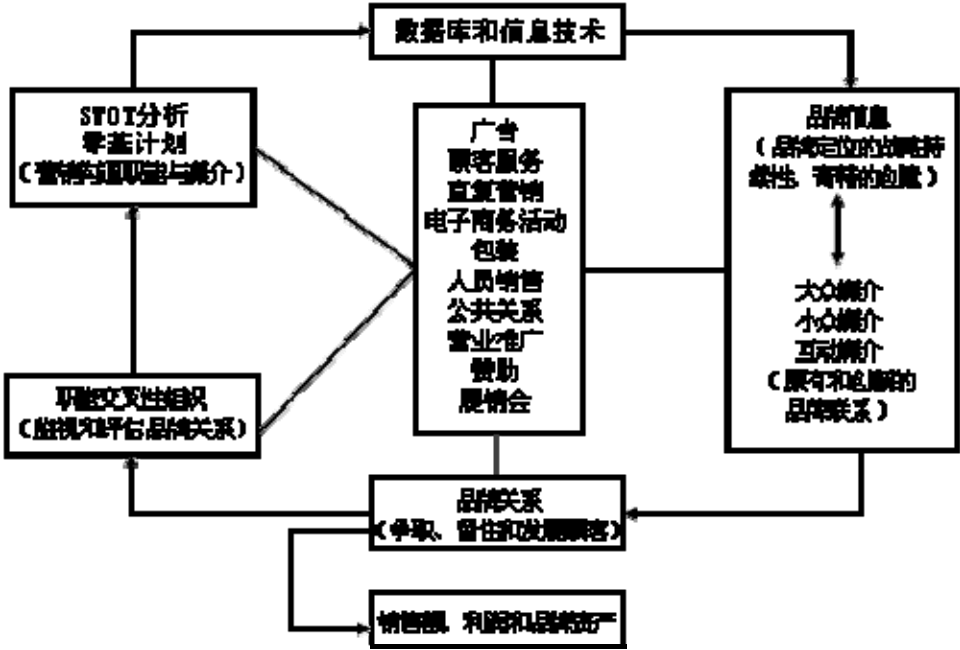 数据库和信息技术
STOT分析
零基计划
（营销沟通职能与媒介）
广告
顾客服务
直复营销
电子商务活动
包装
人员销售
公共关系
营业推广
赞助
展销会
品牌信息
（品牌定位的战略持
续性、奇特的创意）
大众媒介
小众媒介
互动媒介
（原有和创新的
品牌联系）
职能交叉性组织
（监视和评估品牌关系）
品牌关系
（争取、留住和发展顾客）
销售额、利润和品牌资产